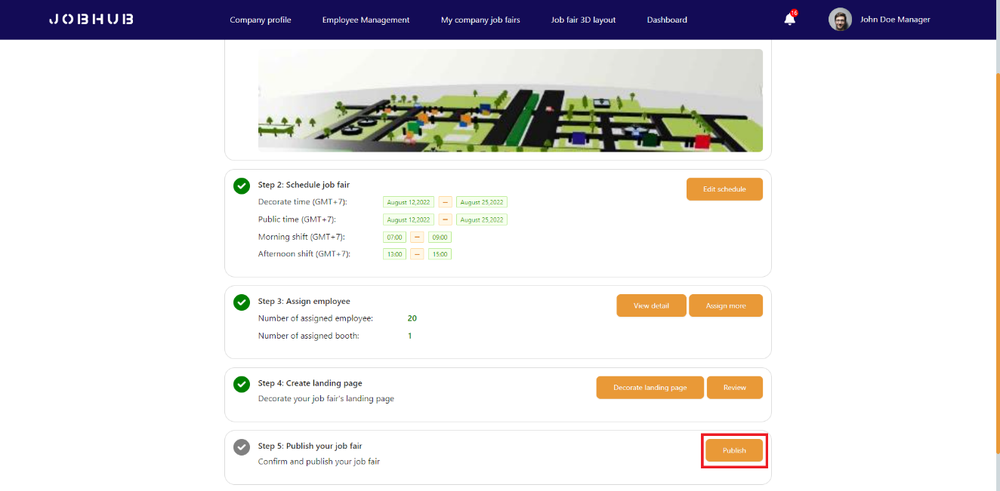 JOBHUB Company profile Employee Management My company job fairs Job fair 3D layout Dashboard 16 John Doe Manager
Step 2: Schedule job fair Edit schedule
Decorate time (GMT+7): August 12,2022 — August 25,2022
Public time (GMT+7): August 12,2022 — August 25,2022
Morning shift (GMT+7): 07:00 — 09:00
Afternoon shift (GMT+7): 13:00 — 15:00
Step 3: Assign employee View detail Assign more
Number of assigned employee: 20
Number of assigned booth: 1
Step 4: Create landing page Decorate landing page Review
Decorate your job fair's landing page
Step 5: Publish your job fair Publish
Confirm and publish your job fair